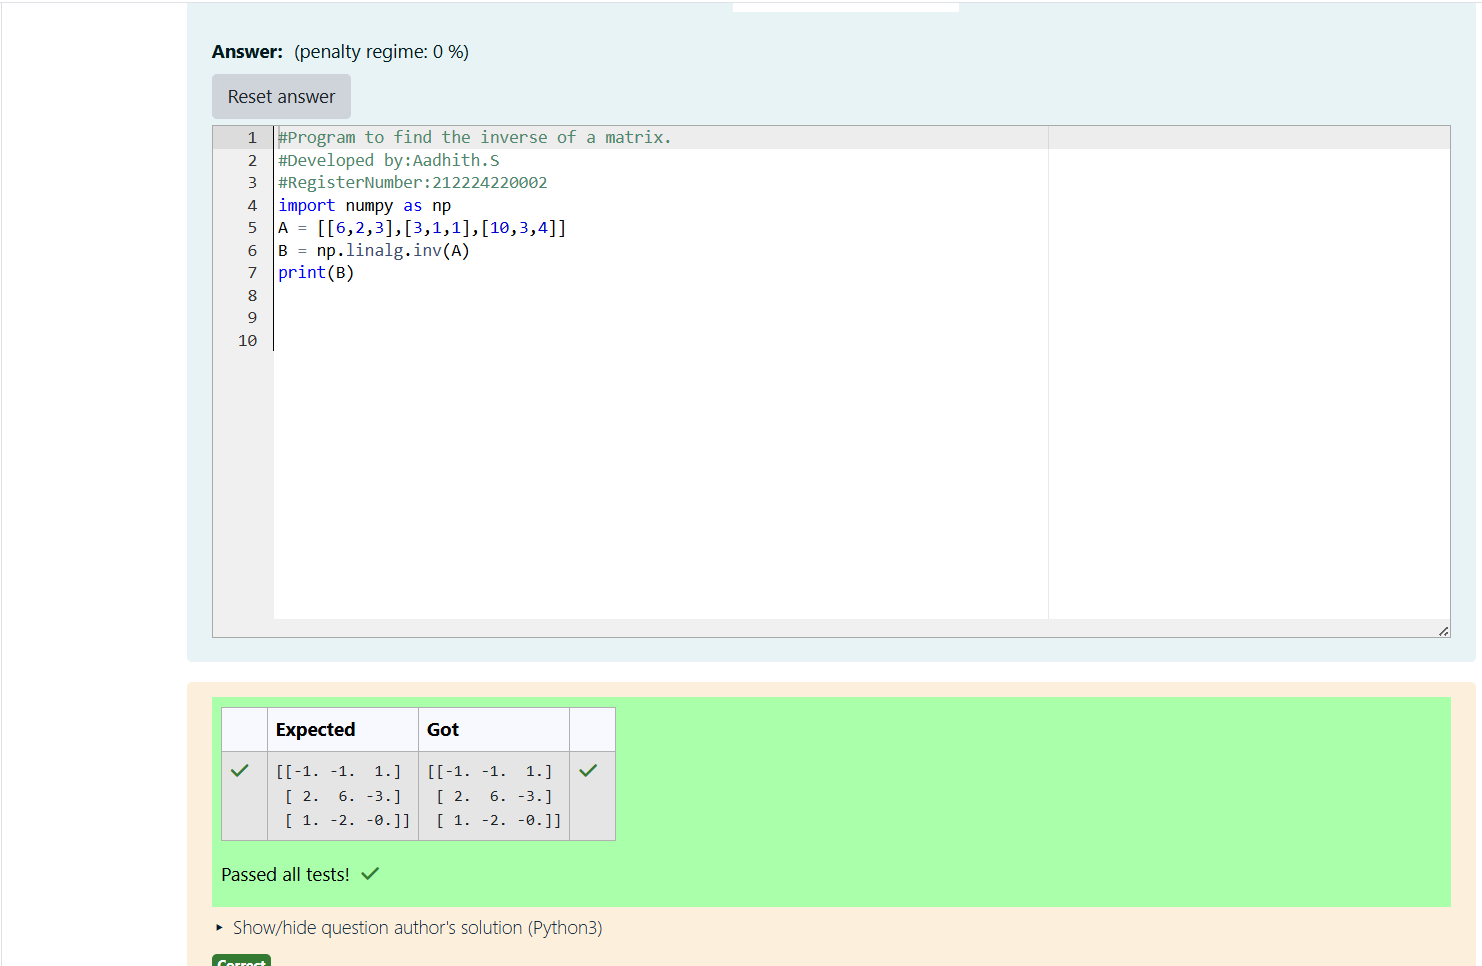 Answer: (penalty regime: 0 %)
Reset answer
1 #Program to find the inverse of a matrix.
2 #Developed by:Aadhith.S
3 #RegisterNumber:212224220002
4 import numpy as np
5 A = [[6,2,3],[3,1,1],[10,3,4]]
6 B = np.linalg.inv(A)
7 print(B)
8
9
10
Expected Got
[[-1. -1.  1.] [[-1. -1.  1.]
[ 2.  6. -3.] [ 2.  6. -3.]
[ 1. -2. -0.]] [ 1. -2. -0.]]
Passed all tests!
Show/hide question author's solution (Python3)
Correct